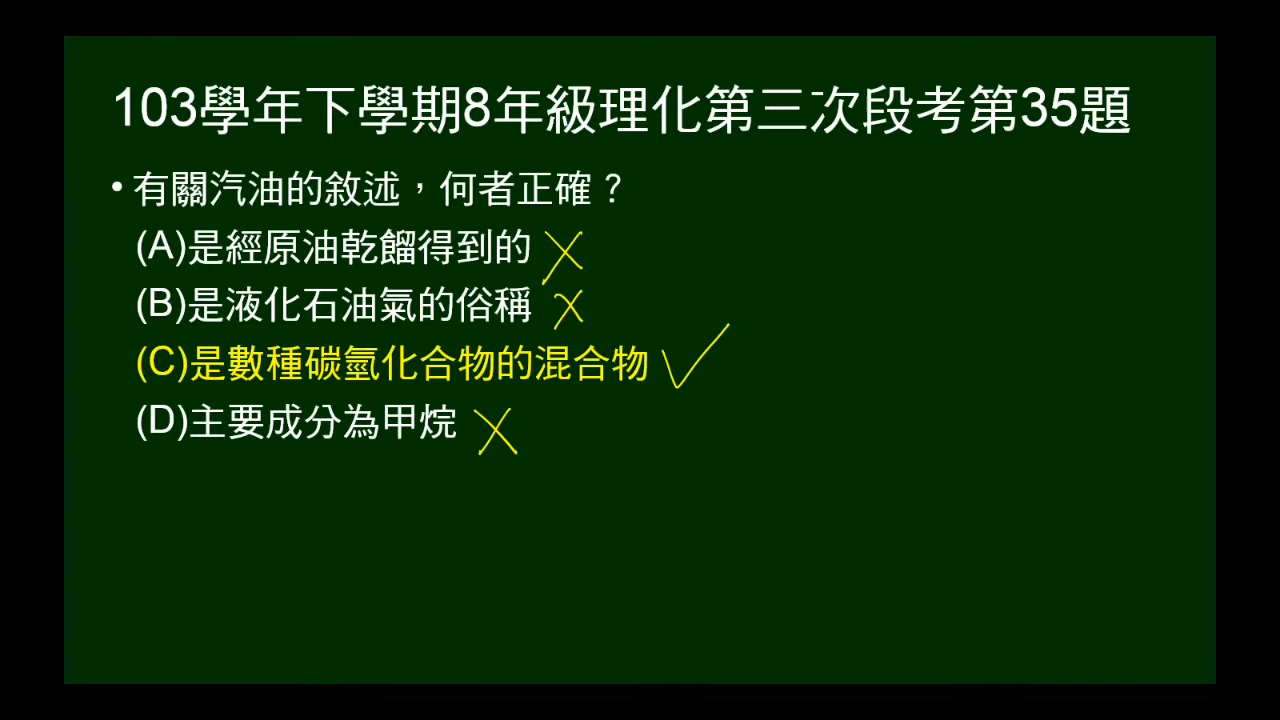 103學年下學期8年級理化第三次段考第35題
•有關汽油的敘述，何者正確？
(A)是經原油乾餾得到的
(B)是液化石油氣的俗稱
(C)是數種碳氫化合物的混合物
(D)主要成分為甲烷